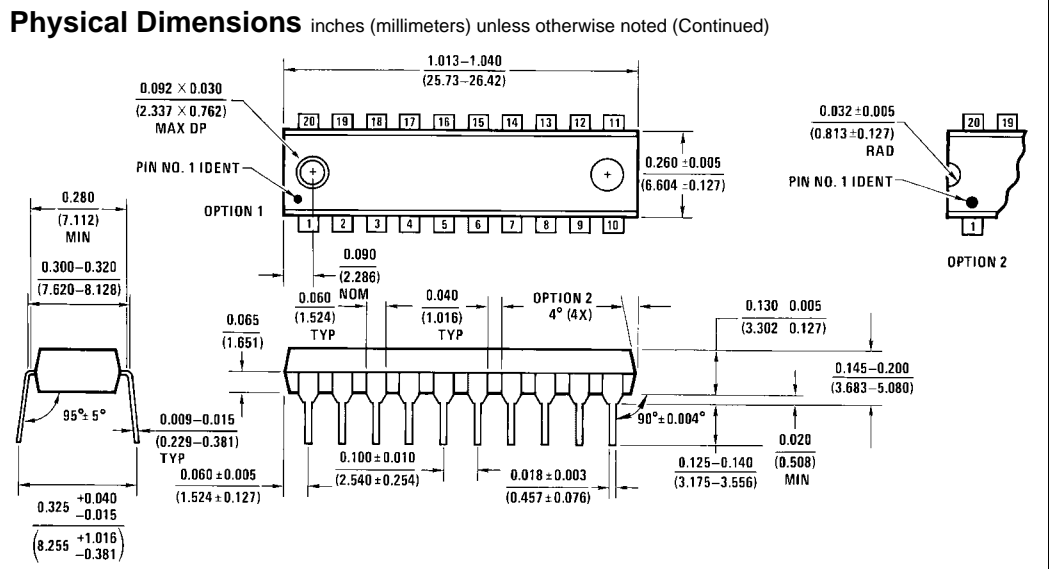 Physical Dimensions inches (millimeters) unless otherwise noted (Continued)
1.013–1.040
(25.73–26.42)
0.092 × 0.030
(2.337 × 0.762)
MAX DP
PIN NO. 1 IDENT
OPTION 1
20 19 18 17 16 15 14 13 12 11
1 2 3 4 5 6 7 8 9 10
0.260 ±0.005
(6.604 ±0.127)
0.032 ±0.005
(0.813 ±0.127)
RAD
PIN NO. 1 IDENT
20 19
1
OPTION 2
0.280
(7.112)
MIN
0.300–0.320
(7.620–8.128)
0.090
(2.286)
NOM
0.060
(1.524)
TYP
0.040
(1.016)
TYP
OPTION 2
4° (4X)
0.130 0.005
(3.302 0.127)
0.065
(1.651)
0.145–0.200
(3.683–5.080)
95°± 5°
0.009–0.015
(0.229–0.381)
TYP
90°±0.004°
0.020
(0.508)
MIN
0.125–0.140
(3.175–3.556)
0.100 ±0.010
(2.540 ±0.254)
0.018 ±0.003
(0.457 ±0.076)
0.060 ±0.005
(1.524 ±0.127)
0.325 +0.040 −0.015
(8.255 +1.016 −0.381)